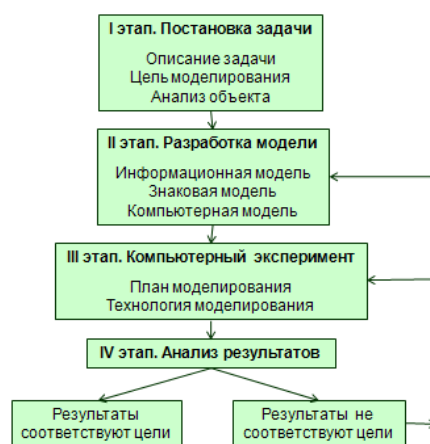 I этап. Постановка задачи
Описание задачи
Цель моделирования
Анализ объекта
II этап. Разработка модели
Информационная модель
Знаковая модель
Компьютерная модель
III этап. Компьютерный эксперимент
План моделирования
Технология моделирования
IV этап. Анализ результатов
Результаты
соответствуют цели
Результаты не
соответствуют цели